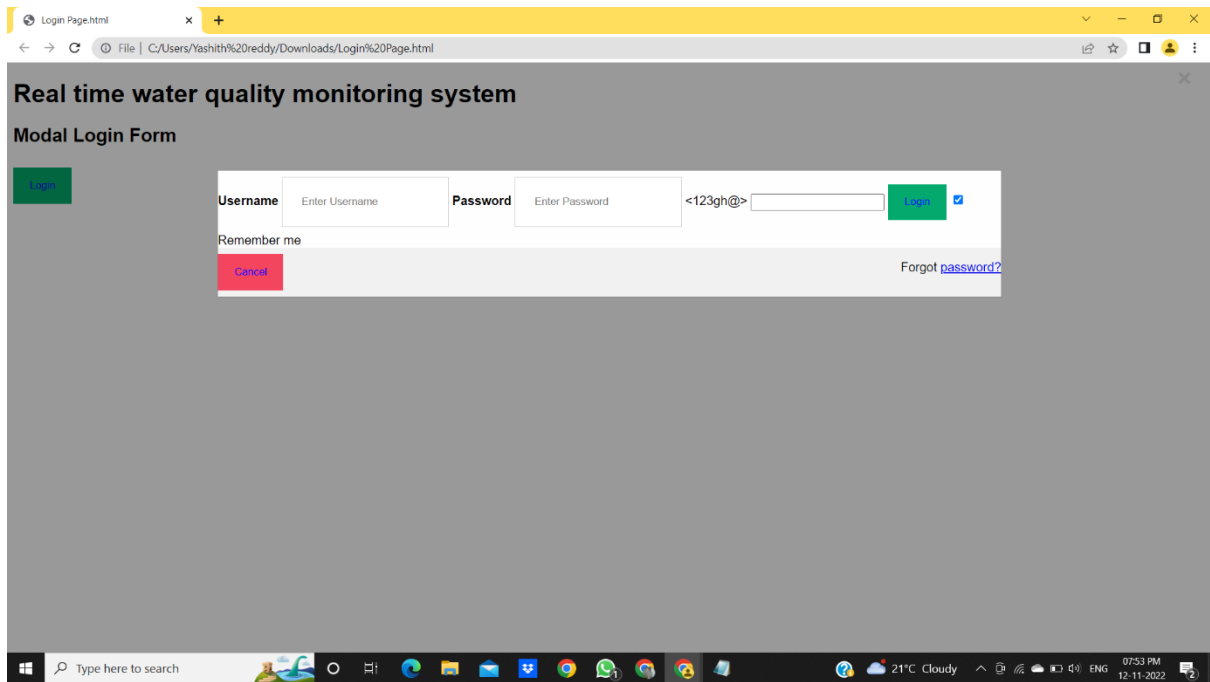 Login Page.html
File | C:/Users/Yashith%20reddy/Downloads/Login%20Page.html
Real time water quality monitoring system
Modal Login Form
Login
Username Enter Username Password Enter Password <123gh@> Login
Remember me
Cancel Forgot password?
Type here to search 21°C Cloudy ENG 07:53 PM
12-11-2022 2